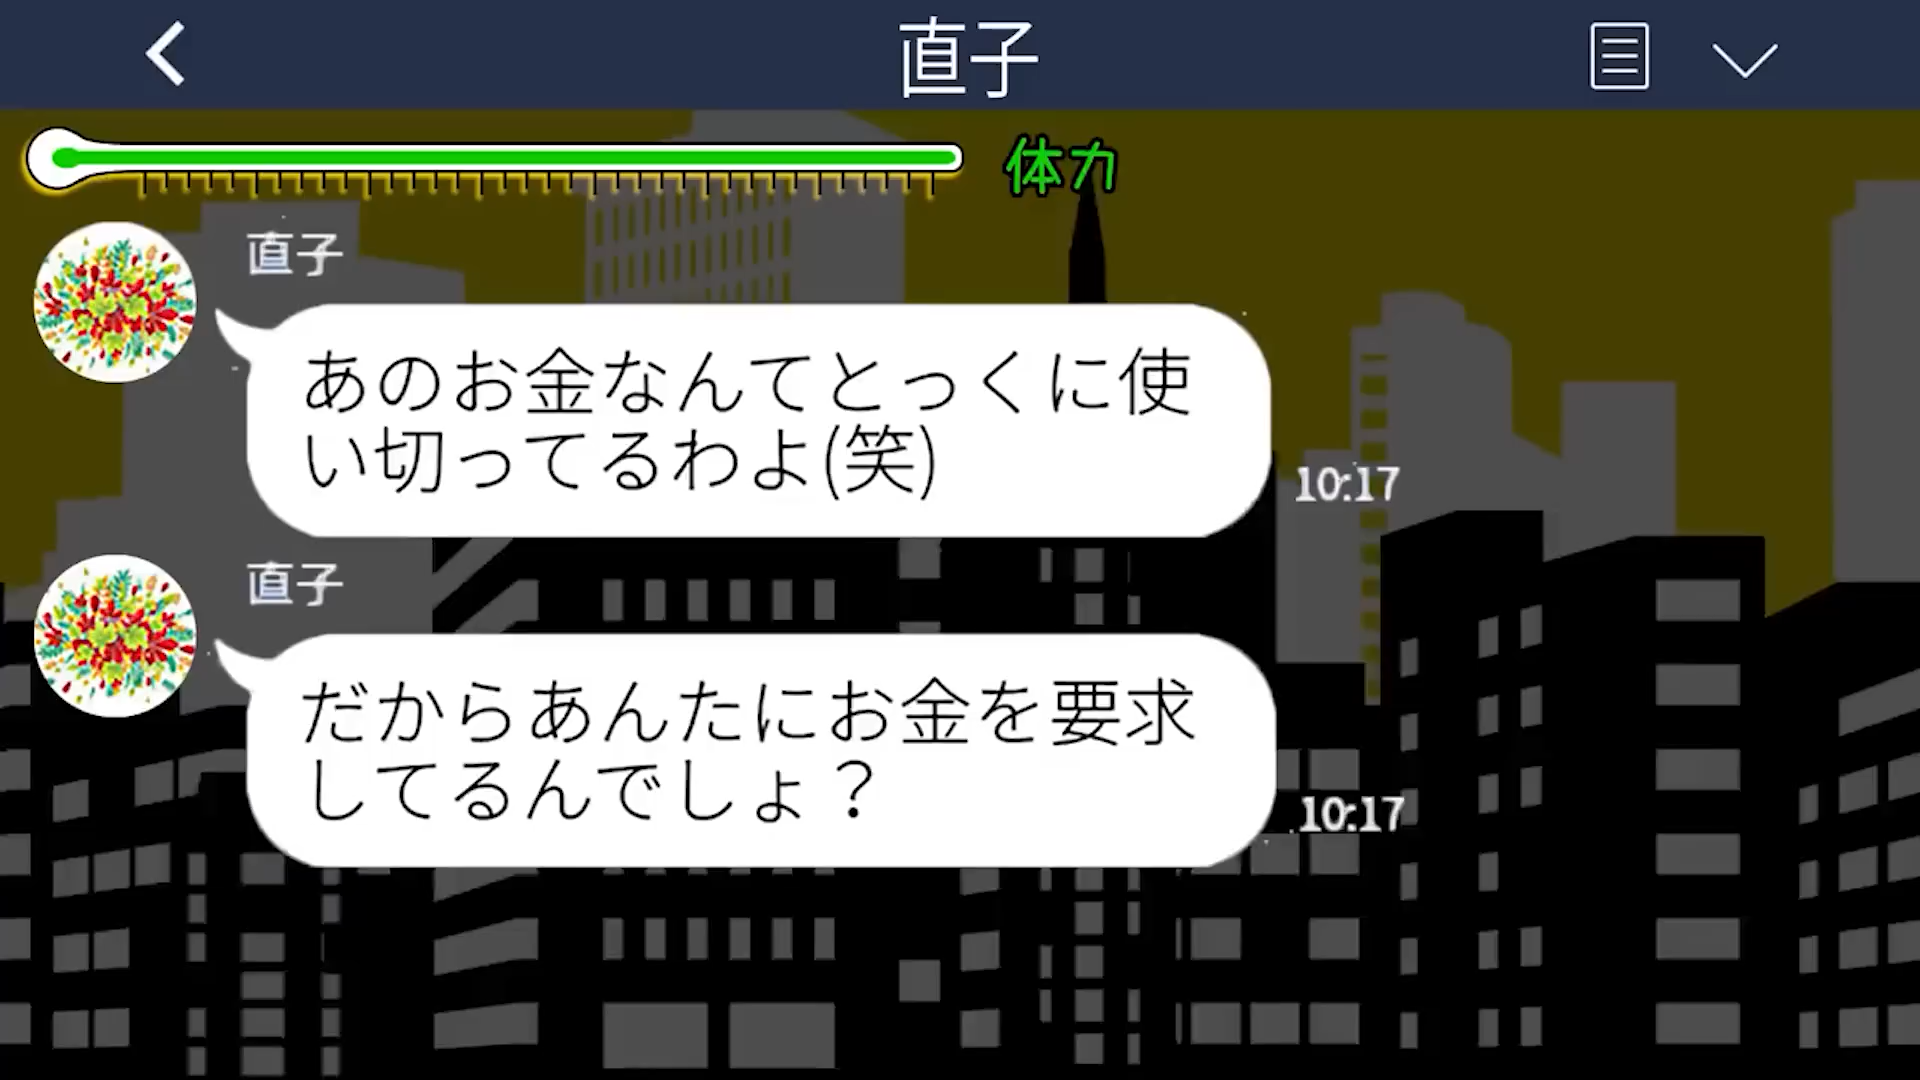 直子
体力
直子
あのお金なんてとっくに使
い切ってるわよ(笑)
10:17
直子
だからあんたにお金を要求
してるんでしょ？
10:17